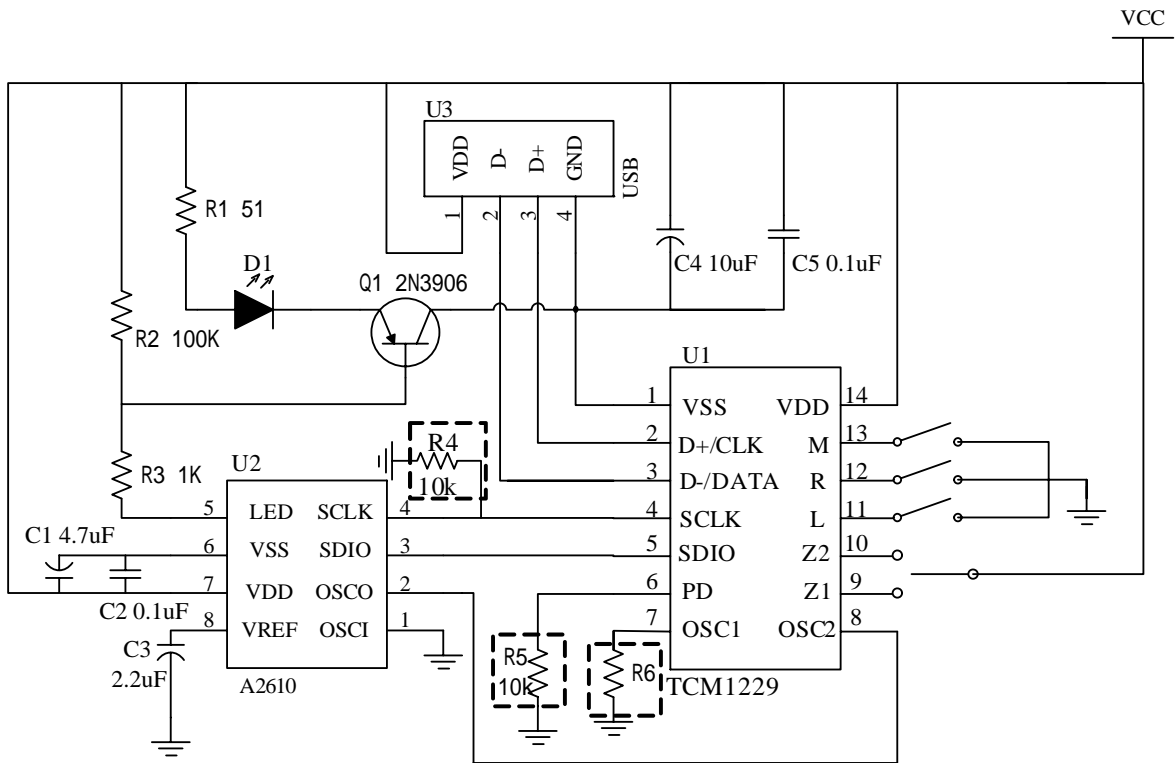 VCC
U3
VDD
D-
D+
GND
USB
1
2
3
4
R1 51
C4 10uF
C5 0.1uF
D1
Q1 2N3906
R2 100K
U1
1
VSS
VDD
14
2
D+/CLK
M
13
3
D-/DATA
R
12
4
SCLK
L
11
5
SDIO
Z2
10
6
PD
Z1
9
7
OSC1
OSC2
8
TCM1229
R4
10k
R3 1K
U2
5
LED
SCLK
4
C1 4.7uF
6
VSS
SDIO
3
7
VDD
OSCO
2
C2 0.1uF
8
VREF
OSCI
1
C3
2.2uF
A2610
R5
10k
R6